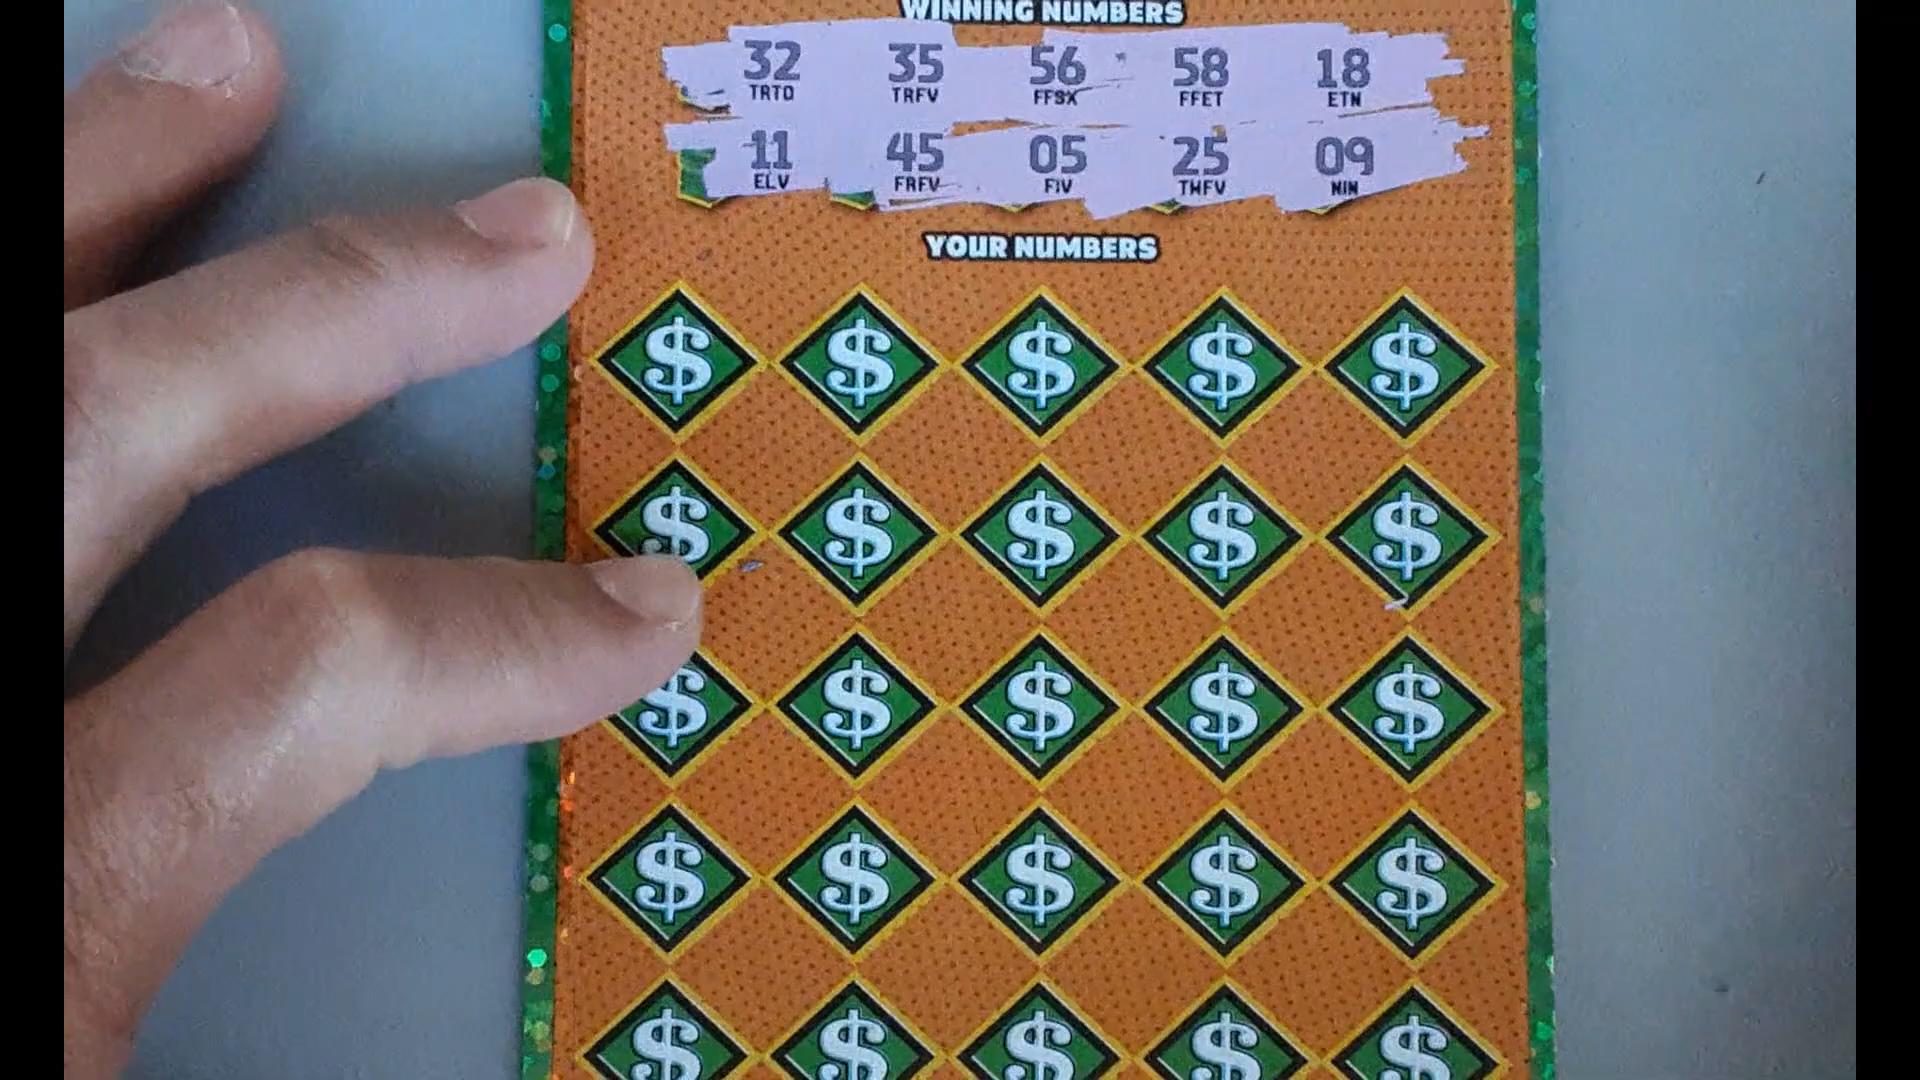 WINNING NUMBERS
32 35 56 58 18
TRTO TRFV FFSX FFET ETN
11 45 05 25 09
ELV FRFV FIV TWFV NIN
YOUR NUMBERS
$ $ $ $ $
$ $ $ $ $
$ $ $ $ $
$ $ $ $ $
$ $ $ $ $